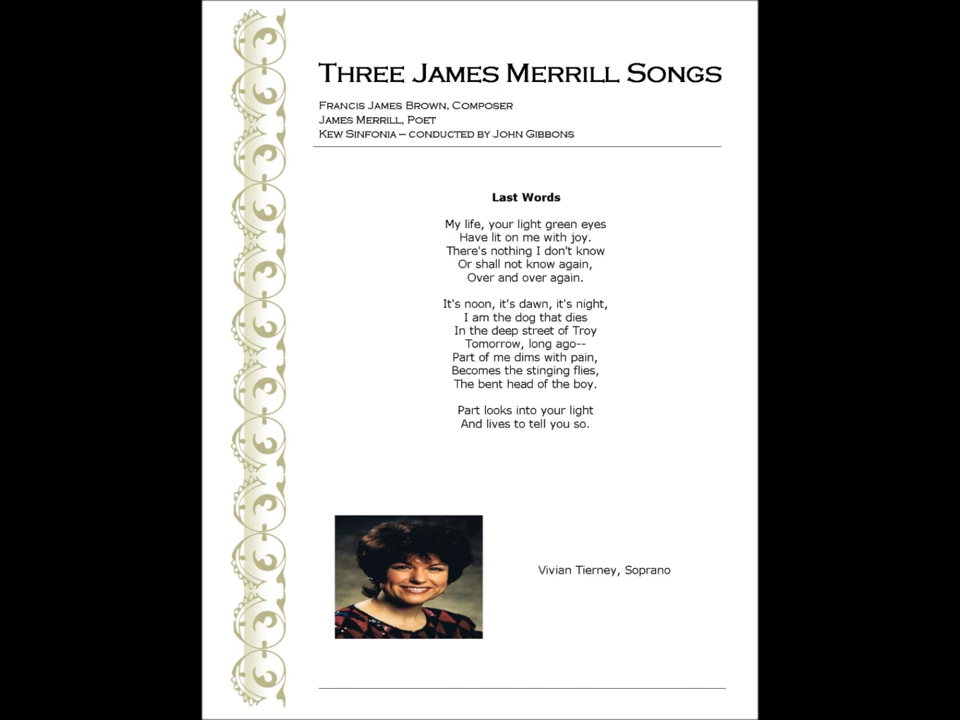 THREE JAMES MERRILL SONGS
FRANCIS JAMES BROWN, COMPOSER
JAMES MERRILL, POET
KEW SINFONIA – CONDUCTED BY JOHN GIBBONS
Last Words
My life, your light green eyes
Have lit on me with joy.
There's nothing I don't know
Or shall not know again,
Over and over again.
It's noon, it's dawn, it's night,
I am the dog that dies
In the deep street of Troy
Tomorrow, long ago--
Part of me dims with pain,
Becomes the stinging flies,
The bent head of the boy.
Part looks into your light
And lives to tell you so.
Vivian Tierney, Soprano